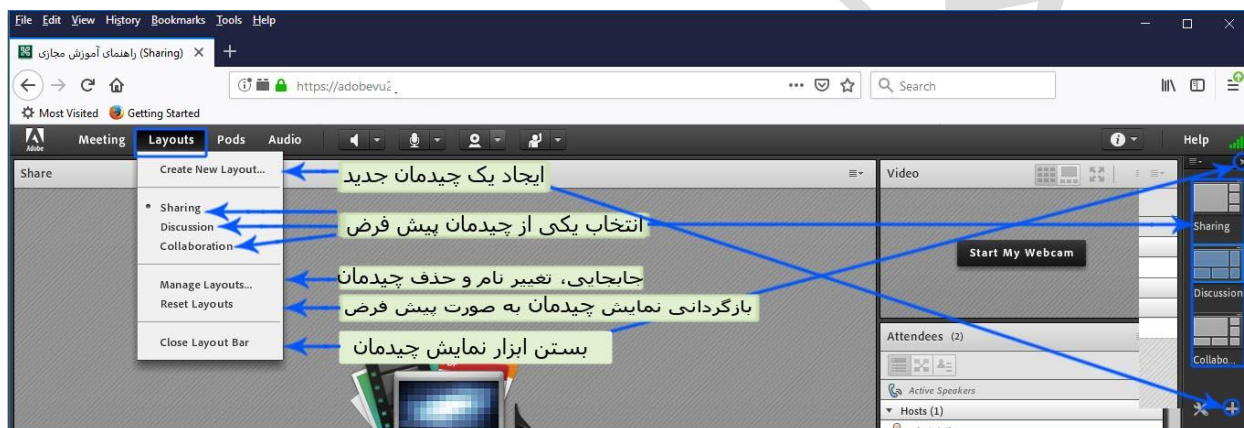 File Edit View History Bookmarks Tools Help
راهنمای آموزش مجازی (Sharing)
https://adobevu2
Search
Most Visited Getting Started
Adobe Meeting Layouts Pods Audio Help
Share
Create New Layout...
ایجاد یک چیدمان جدید
Sharing
Discussion
Collaboration
انتخاب یکی از چیدمان پیش فرض
Manage Layouts...
جابجایی، تغییر نام و حذف چیدمان
Reset Layouts
بازگردانی نمایش چیدمان به صورت پیش فرض
Close Layout Bar
بستن ابزار نمایش چیدمان
Video
Start My Webcam
Attendees (2)
Active Speakers
Hosts (1)
Sharing
Discussion
Collabo...